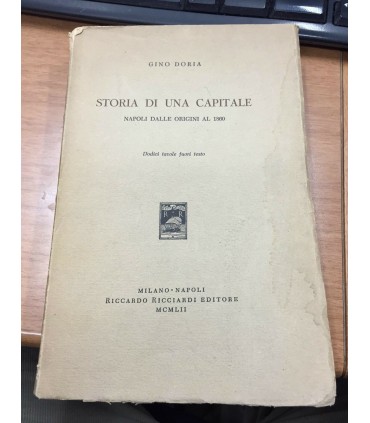 GINO DORIA
STORIA DI UNA CAPITALE
NAPOLI DALLE ORIGINI AL 1860
Dodici tavole fuori testo
MILANO • NAPOLI
RICCARDO RICCIARDI EDITORE
MCMLII